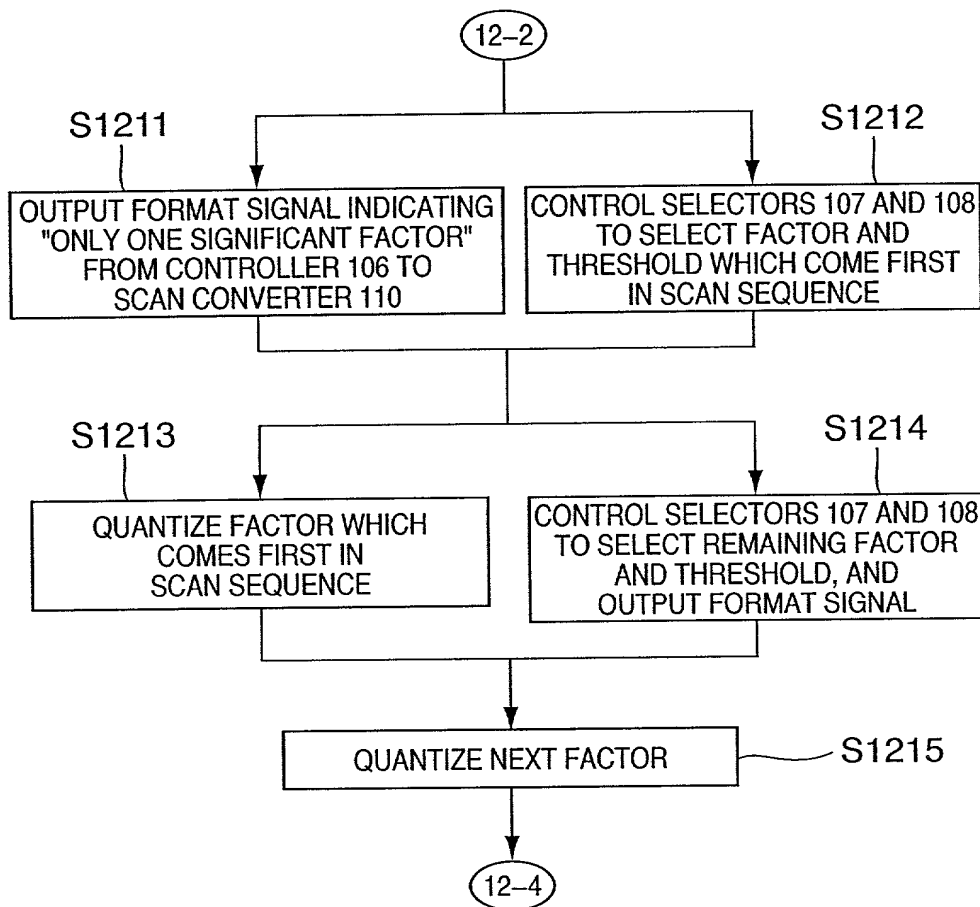 12-2
S1211
S1212
OUTPUT FORMAT SIGNAL INDICATING
"ONLY ONE SIGNIFICANT FACTOR"
FROM CONTROLLER 106 TO
SCAN CONVERTER 110
CONTROL SELECTORS 107 AND 108
TO SELECT FACTOR AND
THRESHOLD WHICH COME FIRST
IN SCAN SEQUENCE
S1213
S1214
QUANTIZE FACTOR WHICH
COMES FIRST IN
SCAN SEQUENCE
CONTROL SELECTORS 107 AND 108
TO SELECT REMAINING FACTOR
AND THRESHOLD, AND
OUTPUT FORMAT SIGNAL
QUANTIZE NEXT FACTOR
S1215
12-4